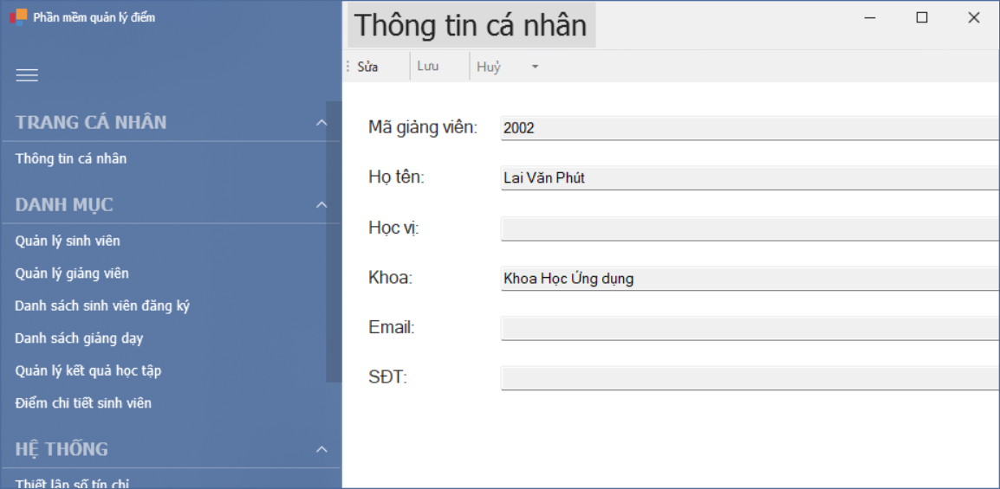 Phần mềm quản lý điểm
TRANG CÁ NHÂN
Thông tin cá nhân
DANH MỤC
Quản lý sinh viên
Quản lý giảng viên
Danh sách sinh viên đăng ký
Danh sách giảng dạy
Quản lý kết quả học tập
Điểm chi tiết sinh viên
HỆ THỐNG
Thiết lập số tín chỉ
Thông tin cá nhân
Sửa Lưu Huỷ
Mã giảng viên: 2002
Họ tên: Lai Văn Phút
Học vị:
Khoa: Khoa Học Ứng dụng
Email:
SĐT: